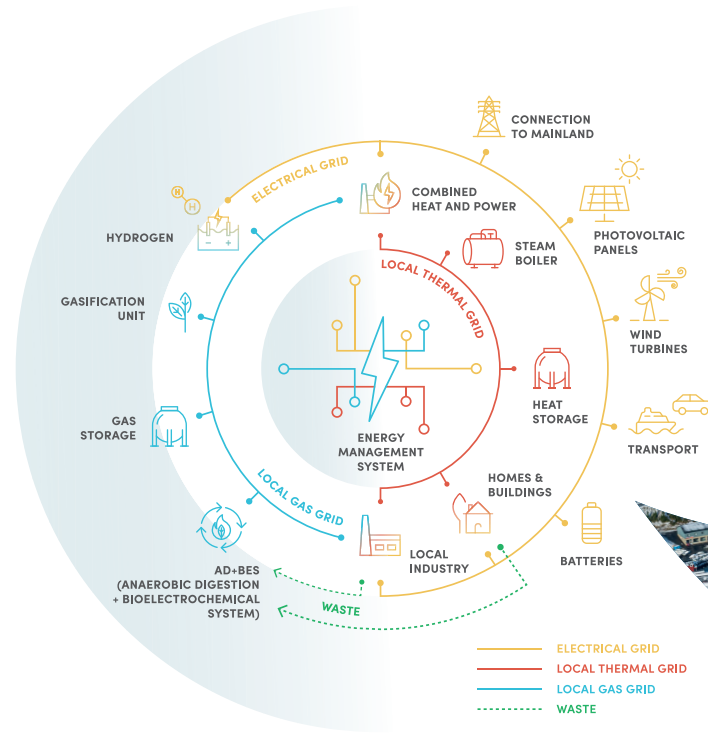 CONNECTION
TO MAINLAND
ELECTRICAL GRID
COMBINED
HEAT AND POWER
H
H
- +
HYDROGEN
PHOTOVOLTAIC
PANELS
STEAM
BOILER
LOCAL THERMAL GRID
GASIFICATION
UNIT
WIND
TURBINES
HEAT
STORAGE
GAS
STORAGE
ENERGY
MANAGEMENT
SYSTEM
TRANSPORT
HOMES &
BUILDINGS
LOCAL GAS GRID
LOCAL
INDUSTRY
BATTERIES
AD+BES
(ANAEROBIC DIGESTION
+ BIOELECTROCHEMICAL
SYSTEM)
WASTE
ELECTRICAL GRID
LOCAL THERMAL GRID
LOCAL GAS GRID
WASTE